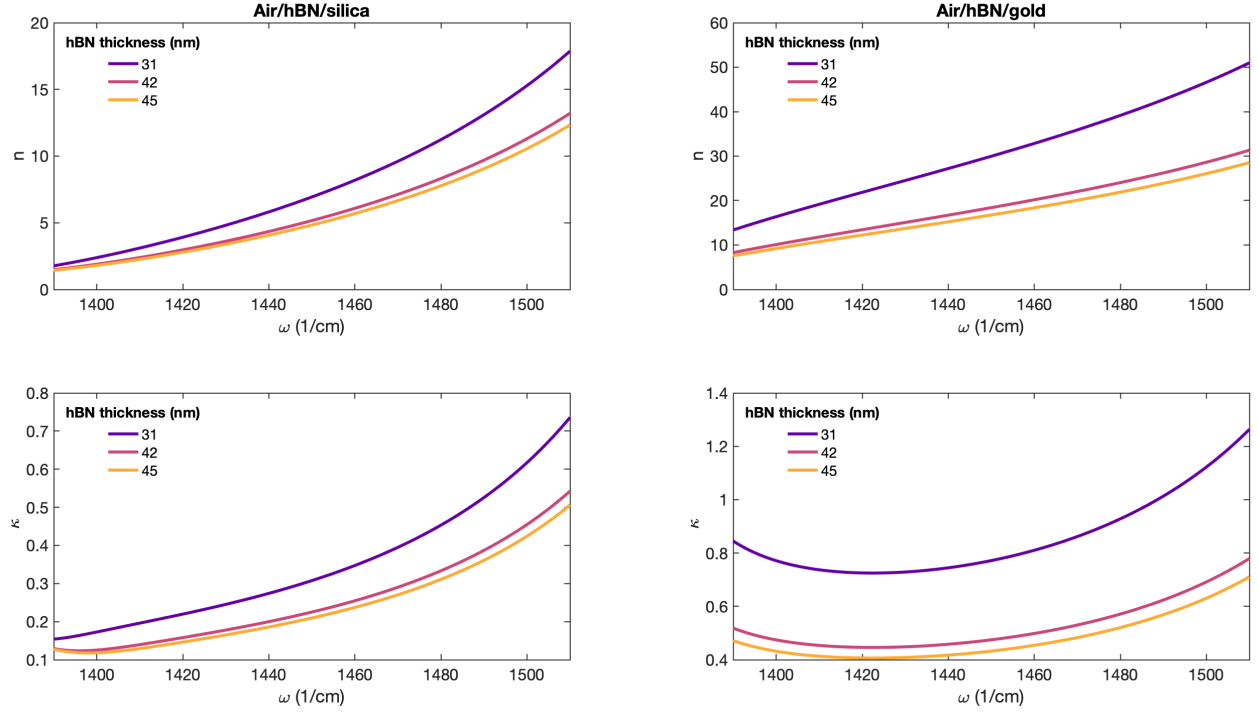 Air/hBN/silica
20
15
10
5
0
n
hBN thickness (nm)
31
42
45
1400 1420 1440 1460 1480 1500
ω (1/cm)
Air/hBN/gold
60
50
40
30
20
10
0
n
hBN thickness (nm)
31
42
45
1400 1420 1440 1460 1480 1500
ω (1/cm)
0.8
0.7
0.6
0.5
0.4
0.3
0.2
0.1
κ
hBN thickness (nm)
31
42
45
1400 1420 1440 1460 1480 1500
ω (1/cm)
1.4
1.2
1
0.8
0.6
0.4
κ
hBN thickness (nm)
31
42
45
1400 1420 1440 1460 1480 1500
ω (1/cm)